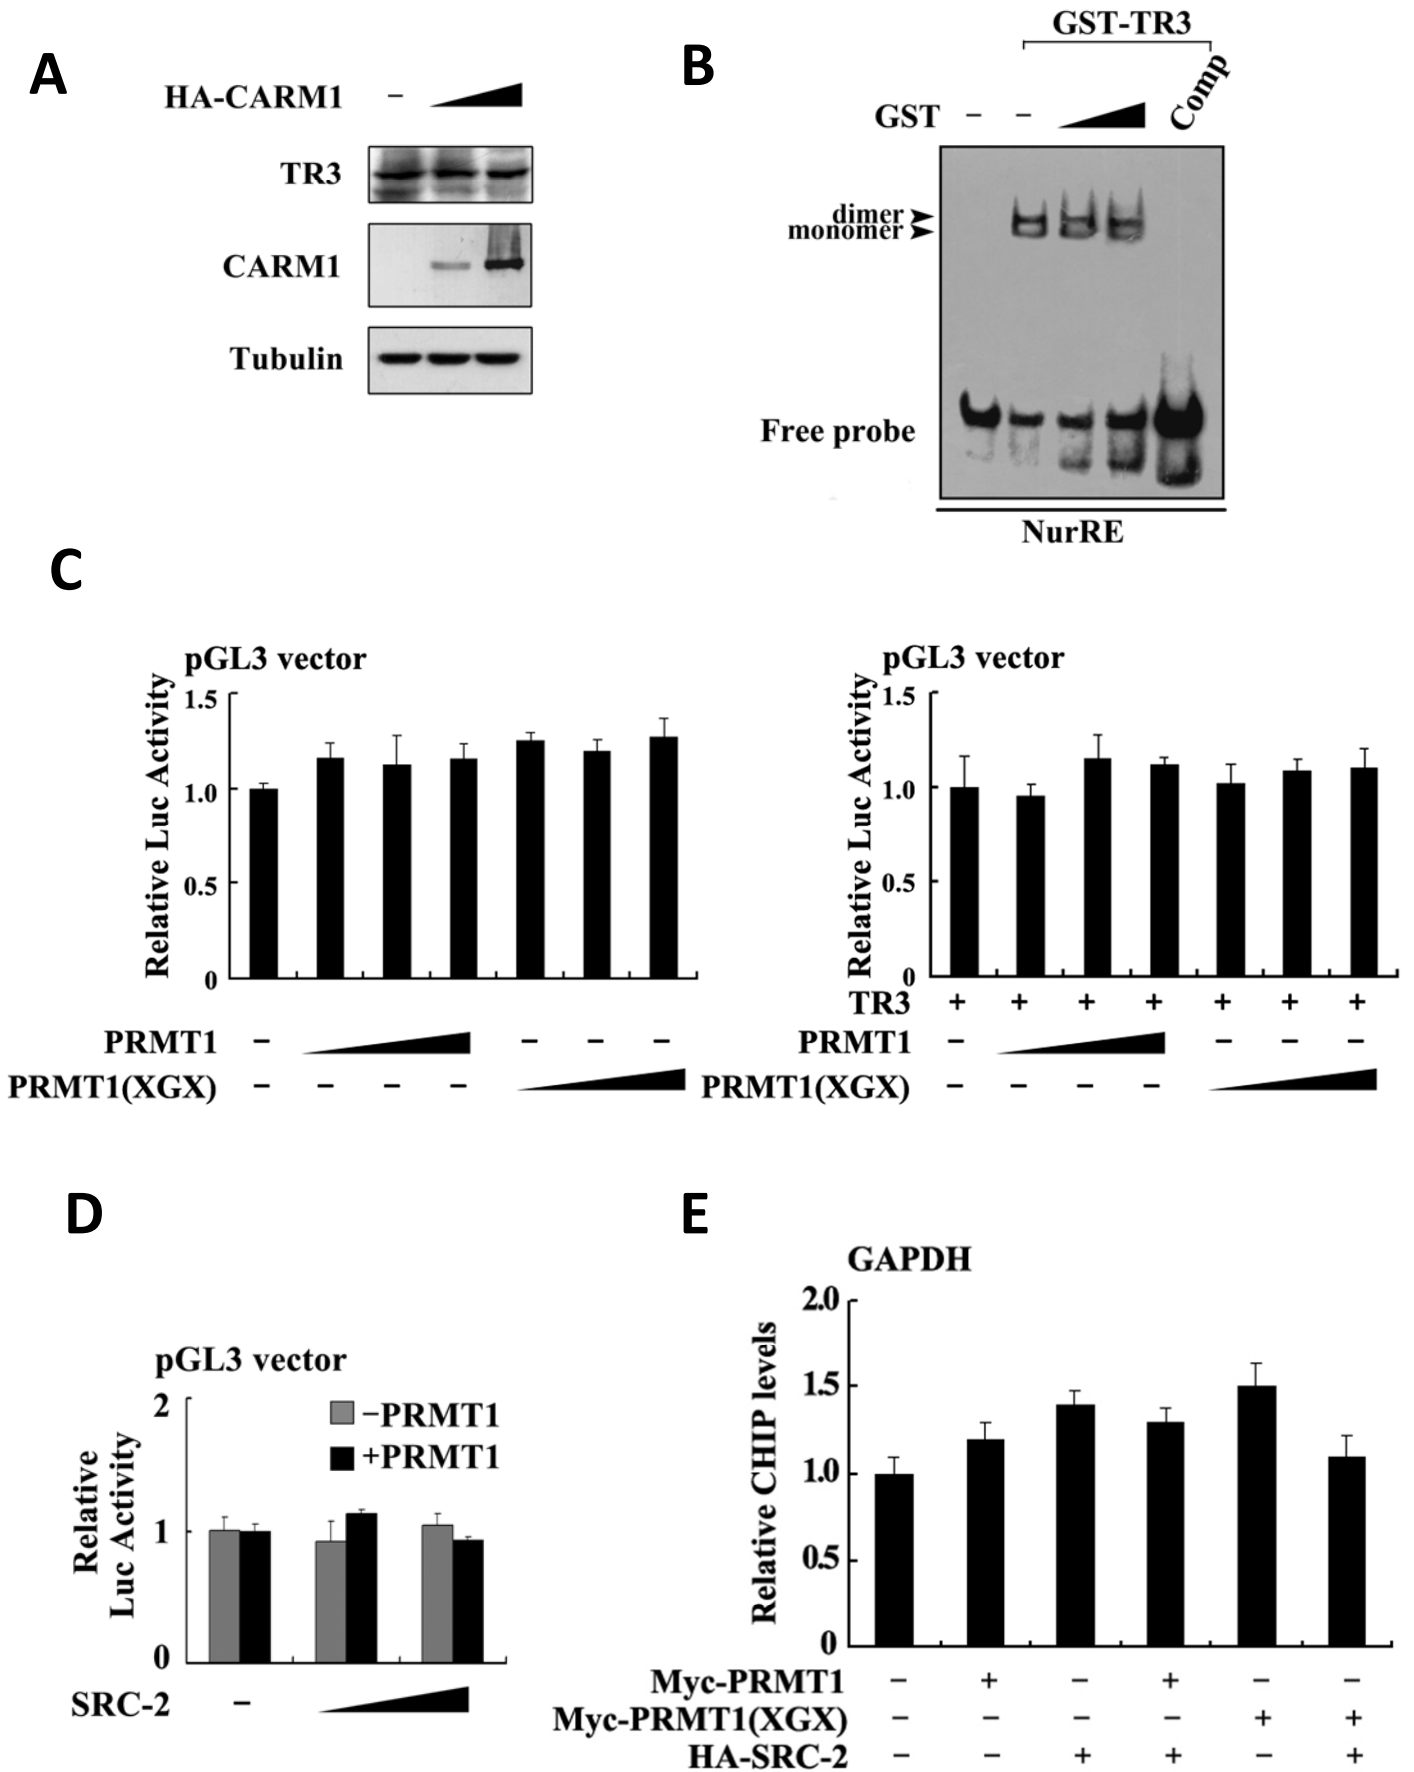 A
HA-CARM1 –
TR3
CARM1
Tubulin
B
GST-TR3
GST – – Comp
dimer
monomer
Free probe
NurRE
C
pGL3 vector
Relative Luc Activity
1.5
1.0
0.5
0
PRMT1 – – – –
PRMT1(XGX) – – – –
pGL3 vector
Relative Luc Activity
1.5
1.0
0.5
0
TR3 + + + + + + +
PRMT1 – – – –
PRMT1(XGX) – – – –
D
pGL3 vector
Relative
Luc Activity
2
1
0
–PRMT1
+PRMT1
SRC-2 –
E
GAPDH
Relative CHIP levels
2.0
1.5
1.0
0.5
0
Myc-PRMT1 – + – + – –
Myc-PRMT1(XGX) – – – – + +
HA-SRC-2 – – + + – +